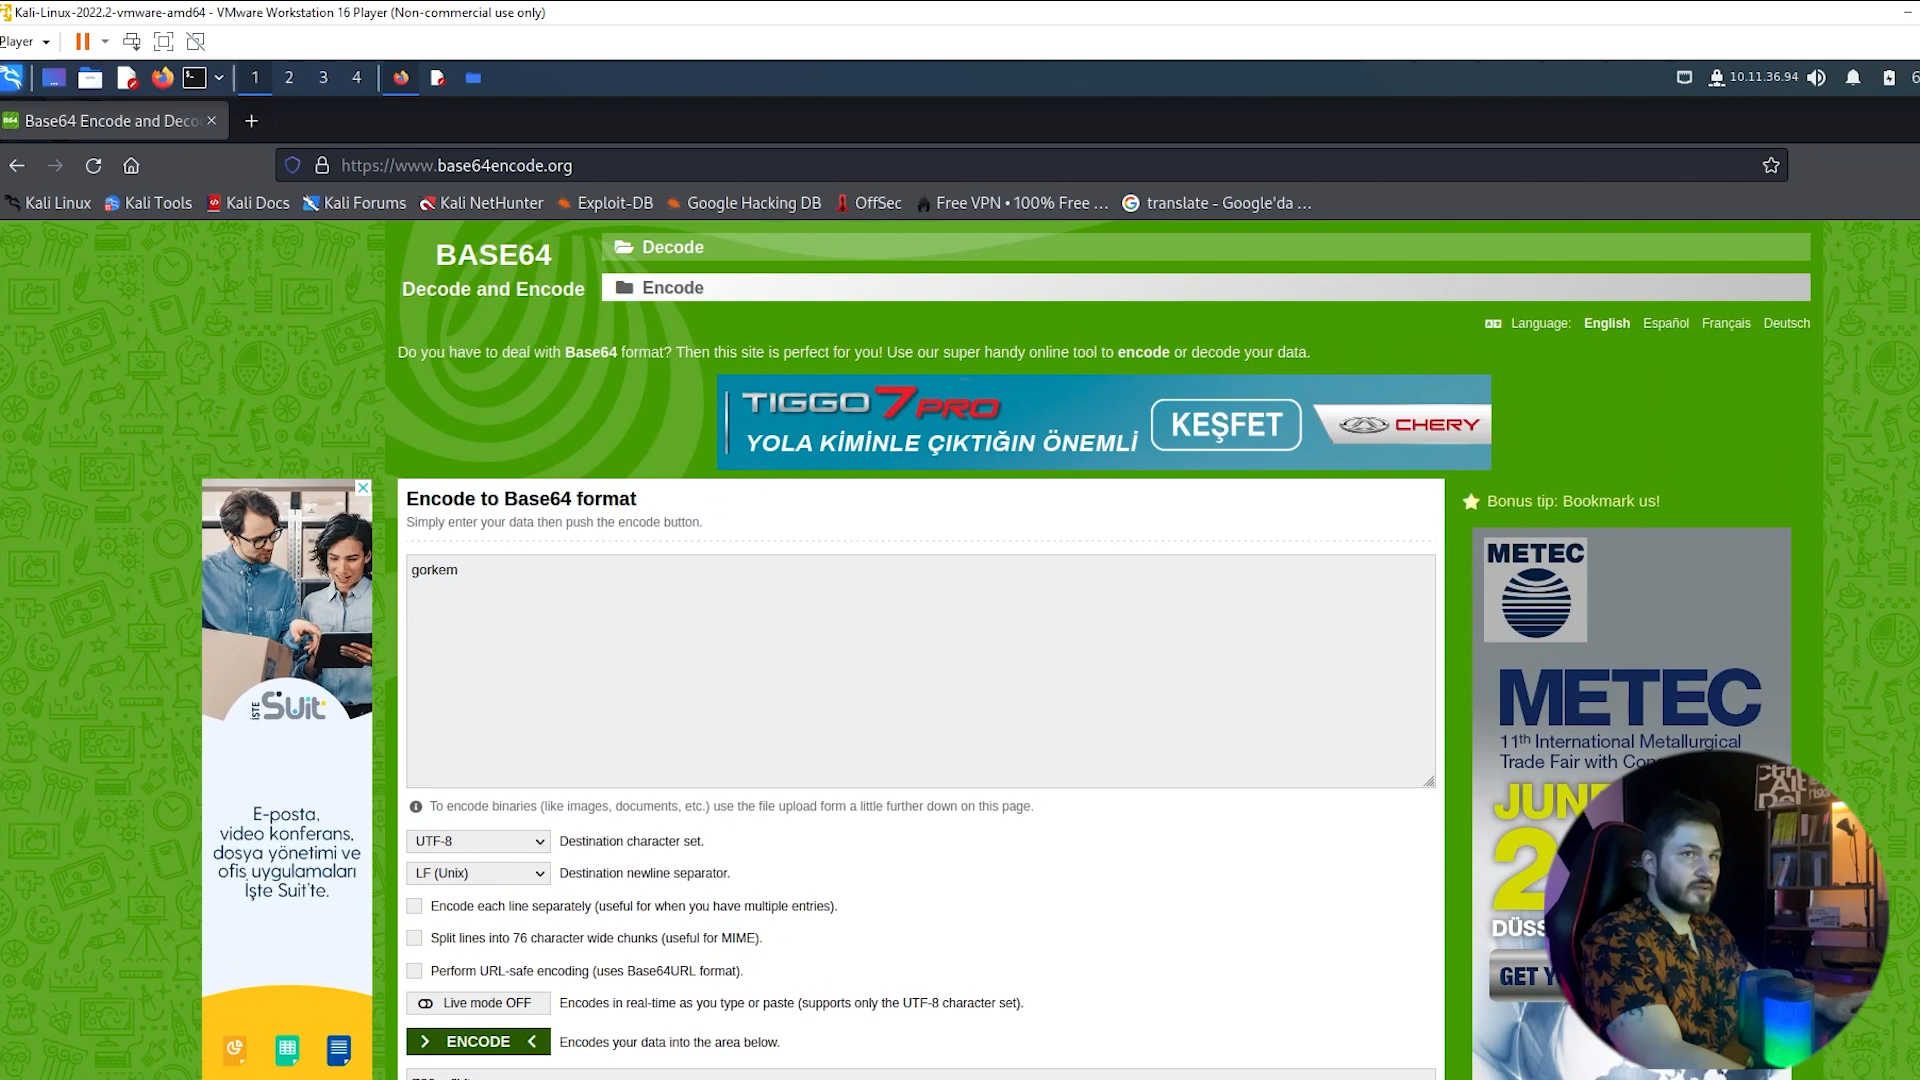 Kali-Linux-2022.2-vmware-amd64 - VMware Workstation 16 Player (Non-commercial use only)
Player
1 2 3 4
10.11.36.94
6
Base64 Encode and Deco
https://www.base64encode.org
Kali Linux Kali Tools Kali Docs Kali Forums Kali NetHunter Exploit-DB Google Hacking DB OffSec Free VPN • 100% Free … translate - Google'da …
BASE64
Decode and Encode
Decode
Encode
Language: English Español Français Deutsch
Do you have to deal with Base64 format? Then this site is perfect for you! Use our super handy online tool to encode or decode your data.
TIGGO 7 PRO
YOLA KİMİNLE ÇIKTIĞIN ÖNEMLİ
KEŞFET
CHERY
Encode to Base64 format
Simply enter your data then push the encode button.
gorkem
To encode binaries (like images, documents, etc.) use the file upload form a little further down on this page.
UTF-8 Destination character set.
LF (Unix) Destination newline separator.
Encode each line separately (useful for when you have multiple entries).
Split lines into 76 character wide chunks (useful for MIME).
Perform URL-safe encoding (uses Base64URL format).
Live mode OFF Encodes in real-time as you type or paste (supports only the UTF-8 character set).
> ENCODE < Encodes your data into the area below.
İŞTE Suit
E-posta,
video konferans,
dosya yönetimi ve
ofis uygulamaları
İşte Suit'te.
Bonus tip: Bookmark us!
METEC
METEC
11th International Metallurgical
Trade Fair with
JUN
2
DÜSS
GET